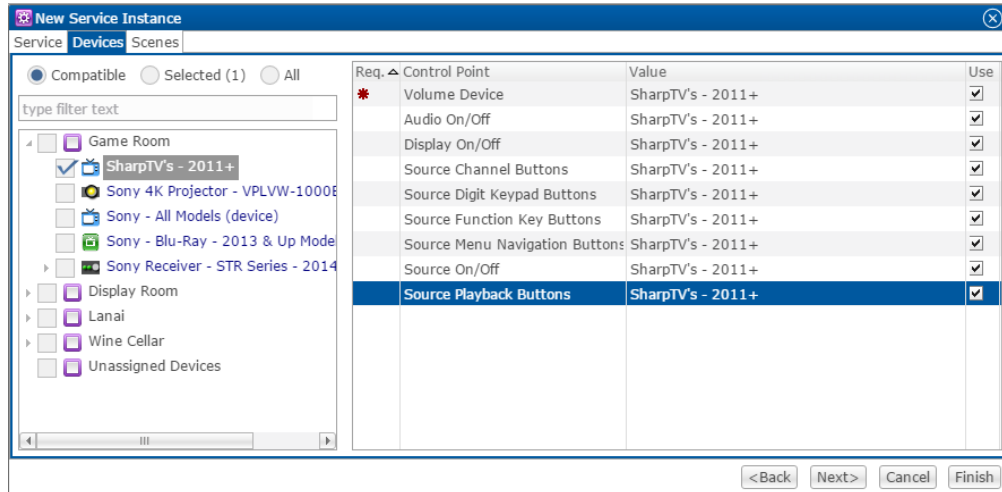 New Service Instance
Service Devices Scenes
Compatible Selected (1) All
type filter text
Game Room
SharpTV's - 2011+
Sony 4K Projector - VPLVW-1000E
Sony - All Models (device)
Sony - Blu-Ray - 2013 & Up Mode
Sony Receiver - STR Series - 2014
Display Room
Lanai
Wine Cellar
Unassigned Devices
Req. Control Point Value Use
Volume Device SharpTV's - 2011+
Audio On/Off SharpTV's - 2011+
Display On/Off SharpTV's - 2011+
Source Channel Buttons SharpTV's - 2011+
Source Digit Keypad Buttons SharpTV's - 2011+
Source Function Key Buttons SharpTV's - 2011+
Source Menu Navigation Buttons SharpTV's - 2011+
Source On/Off SharpTV's - 2011+
Source Playback Buttons SharpTV's - 2011+
<Back Next> Cancel Finish